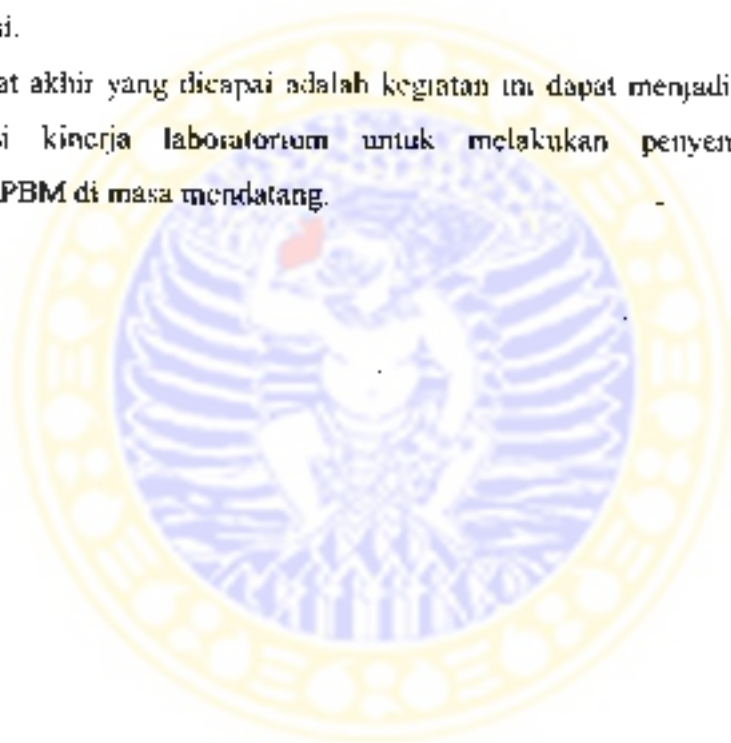 si.
at akhir yang dicapai adalah kegiatan ini dapat menjadi
si kinerja laboratorium untuk melakukan penyem
PBM di masa mendatang.